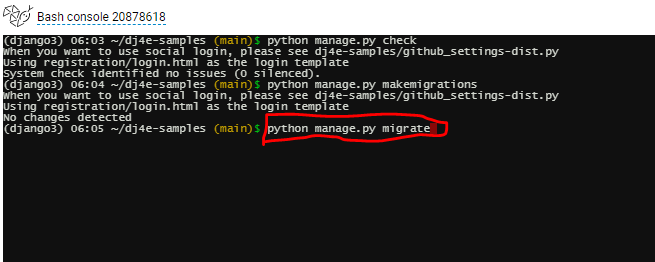 Bash console 20878618
(django3) 06:03 ~/dj4e-samples (main)$ python manage.py check
When you want to use social login, please see dj4e-samples/github_settings-dist.py
Using registration/login.html as the login template
System check identified no issues (0 silenced).
(django3) 06:04 ~/dj4e-samples (main)$ python manage.py makemigrations
When you want to use social login, please see dj4e-samples/github_settings-dist.py
Using registration/login.html as the login template
No changes detected
(django3) 06:05 ~/dj4e-samples (main)$ python manage.py migrate